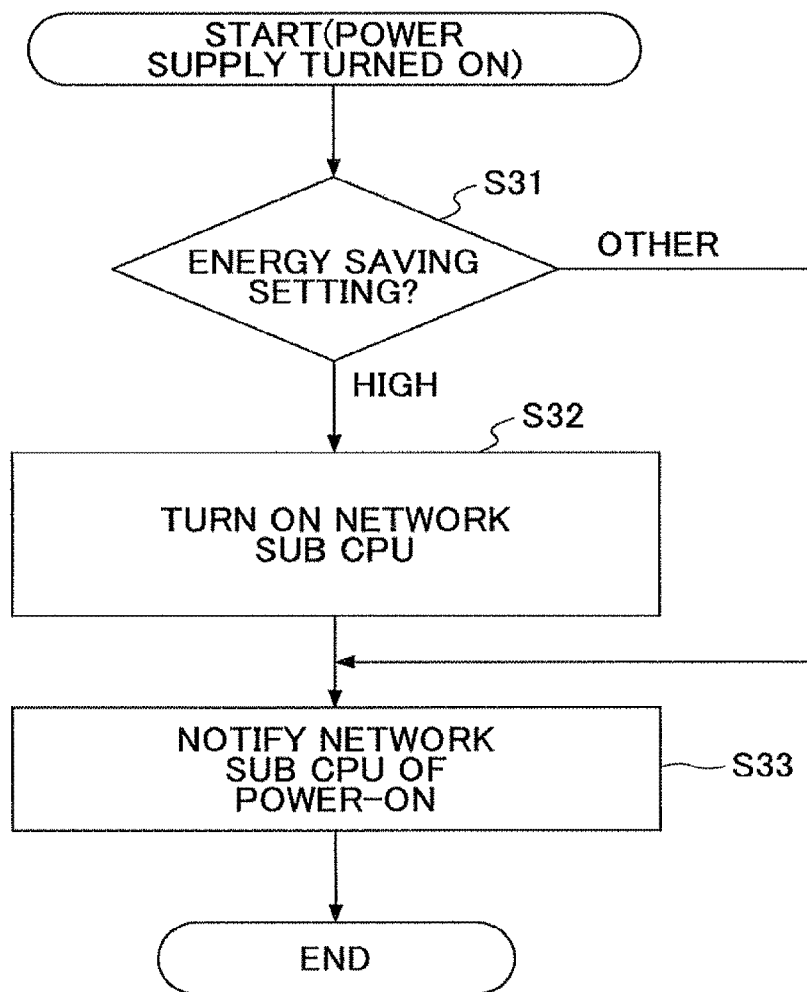 START(POWER
SUPPLY TURNED ON)
S31
ENERGY SAVING
SETTING?
OTHER
HIGH
S32
TURN ON NETWORK
SUB CPU
NOTIFY NETWORK
SUB CPU OF
POWER-ON
S33
END